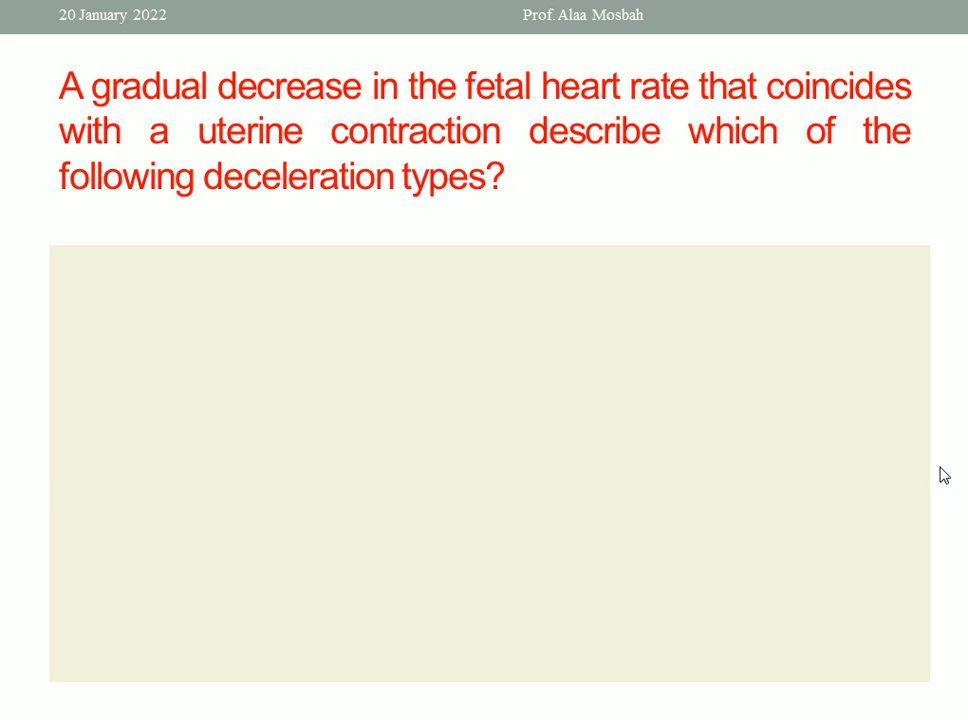 20 January 2022 Prof. Alaa Mosbah
A gradual decrease in the fetal heart rate that coincides
with a uterine contraction describe which of the
following deceleration types?